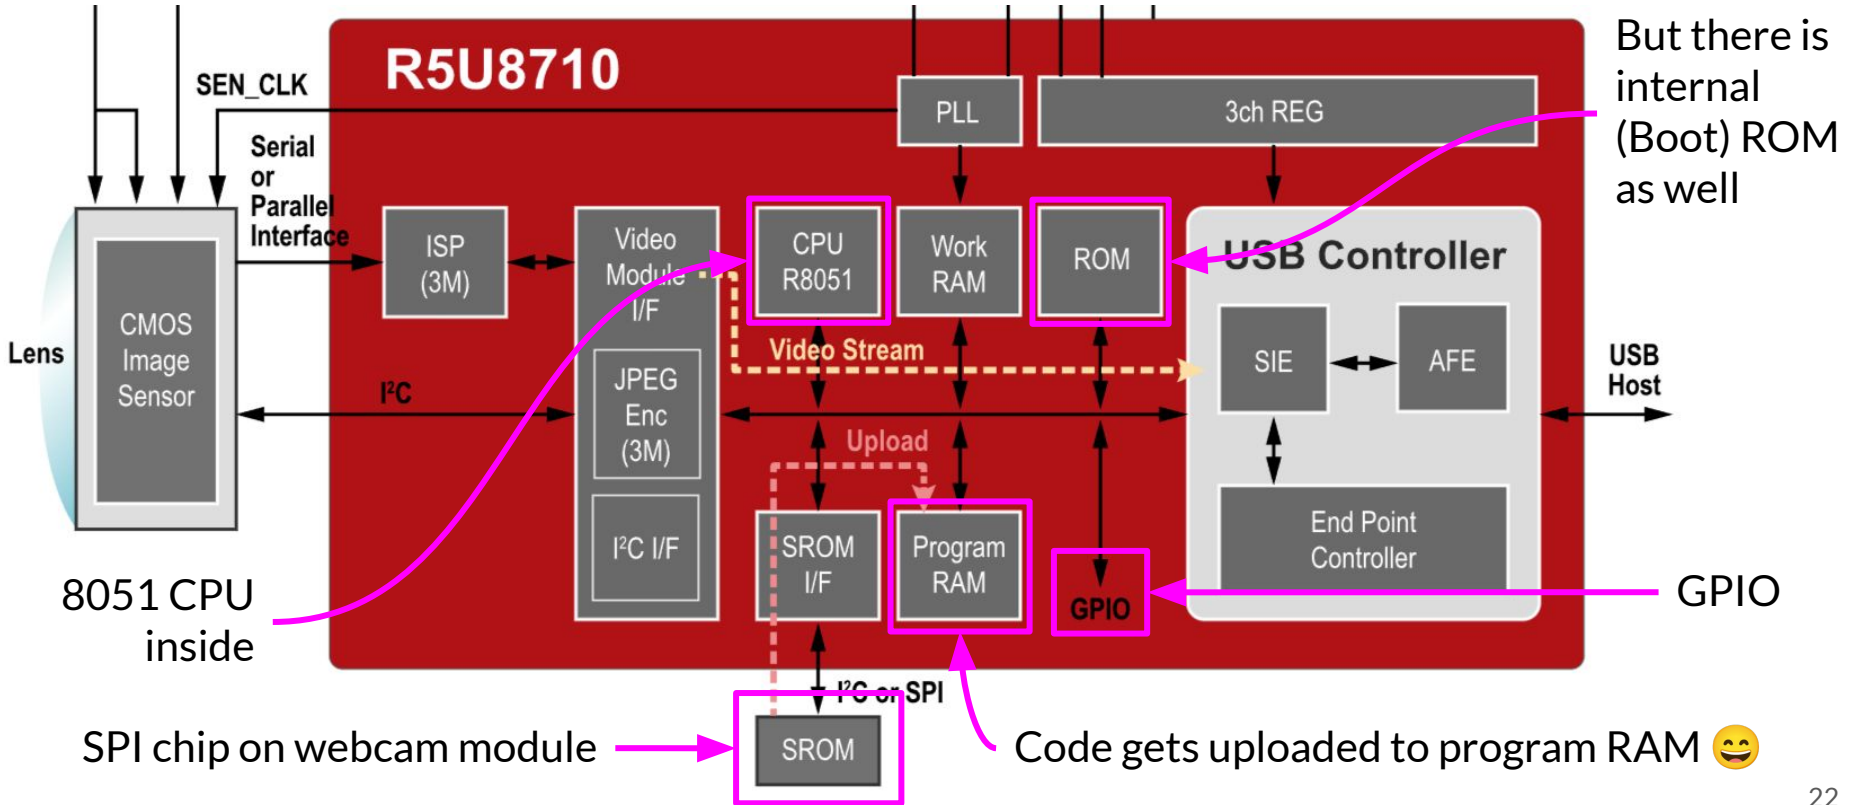 R5U8710
But there is
internal
(Boot) ROM
as well
SEN_CLK
PLL
3ch REG
Serial
or
Parallel
Interface
ISP
(3M)
Video
Module
I/F
CPU
R8051
Work
RAM
ROM
USB Controller
CMOS
Image
Sensor
Lens
Video Stream
SIE
AFE
USB
Host
JPEG
Enc
(3M)
I²C
Upload
I²C I/F
SROM
I/F
Program
RAM
GPIO
End Point
Controller
8051 CPU
inside
GPIO
I²C or SPI
SPI chip on webcam module
SROM
Code gets uploaded to program RAM 😄
22